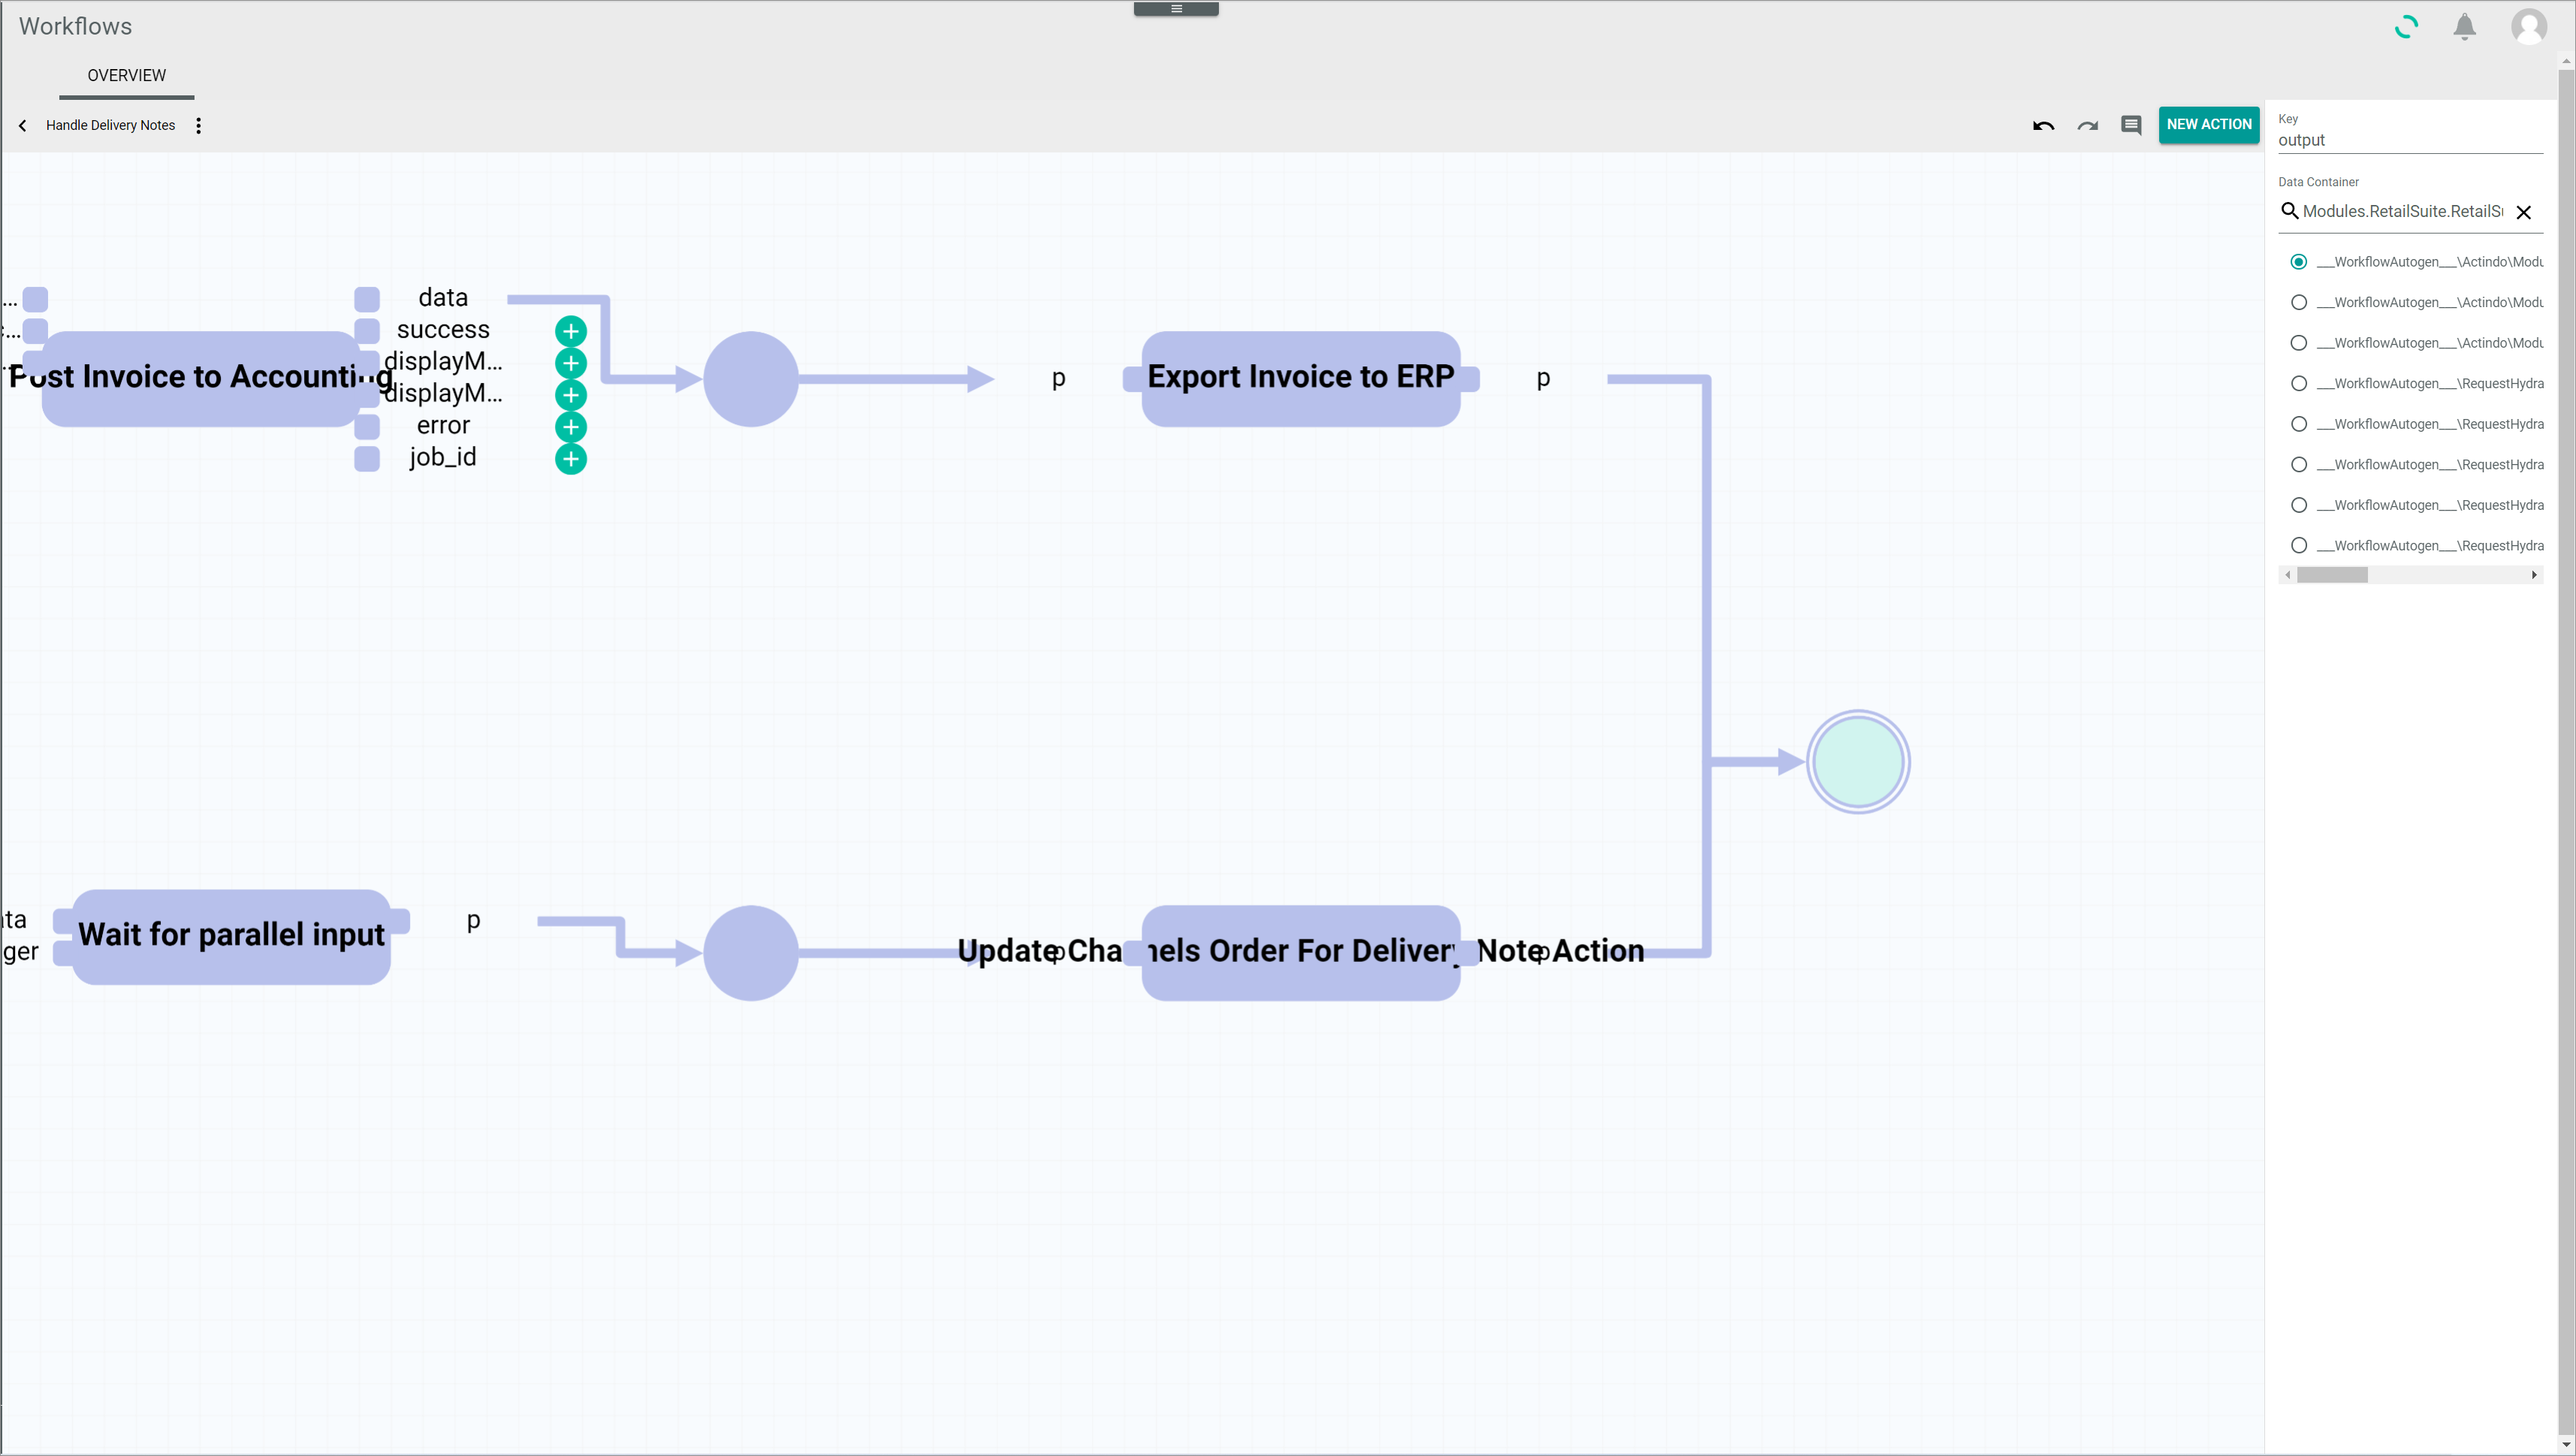 Workflows
OVERVIEW
Handle Delivery Notes
NEW ACTION
Key
output
Data Container
Modules.RetailSuite.RetailS
___WorkflowAutogen___\Actindo\Modu
___WorkflowAutogen___\Actindo\Modu
___WorkflowAutogen___\Actindo\Modu
___WorkflowAutogen___\RequestHydra
___WorkflowAutogen___\RequestHydra
___WorkflowAutogen___\RequestHydra
___WorkflowAutogen___\RequestHydra
___WorkflowAutogen___\RequestHydra
Post Invoice to Accounting
data
success
displayM...
displayM...
error
job_id
p
Export Invoice to ERP
p
ta
ger
Wait for parallel input
p
Update Channels Order For Delivery Note Action
p
p